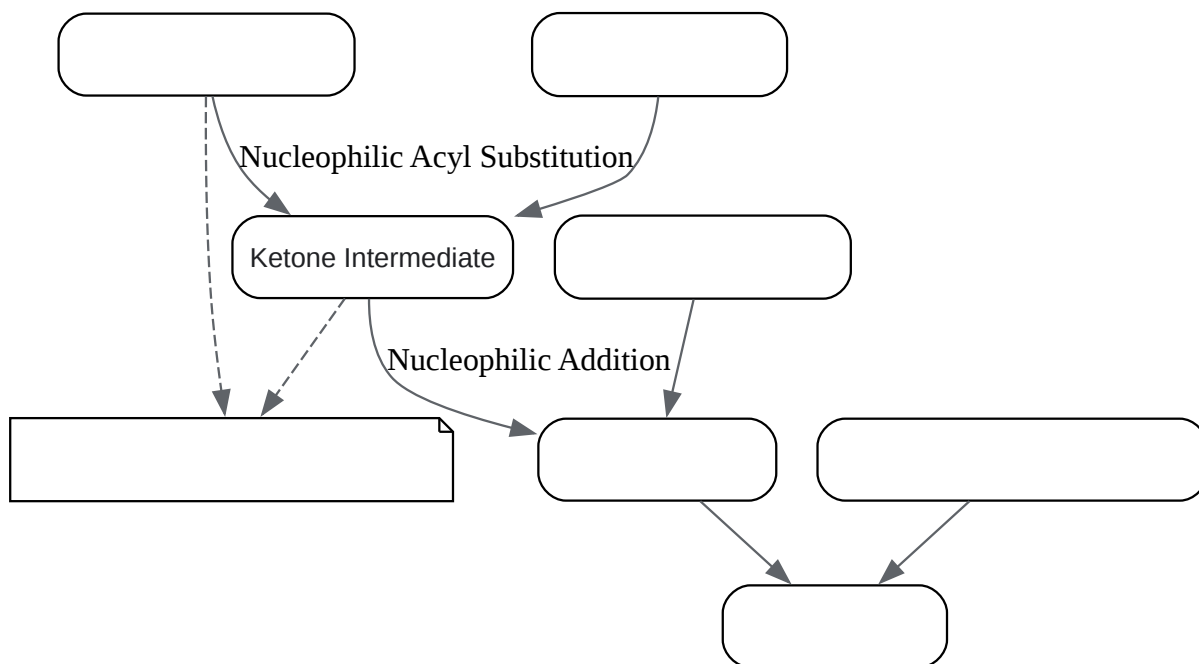 Nucleophilic Acyl Substitution
Ketone Intermediate
Nucleophilic Addition